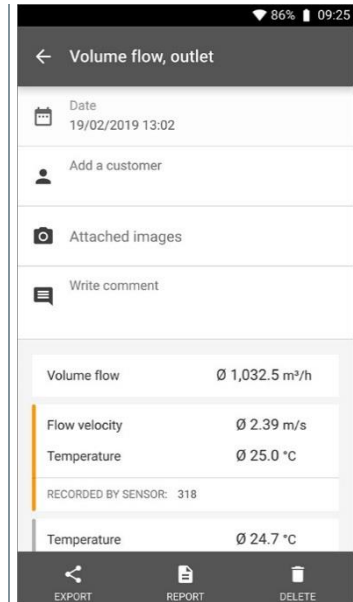 86% 09:25
Volume flow, outlet
Date
19/02/2019 13:02
Add a customer
Attached images
Write comment
Volume flow Ø 1,032.5 m³/h
Flow velocity Ø 2.39 m/s
Temperature Ø 25.0 °C
RECORDED BY SENSOR: 318
Temperature Ø 24.7 °C
EXPORT REPORT DELETE